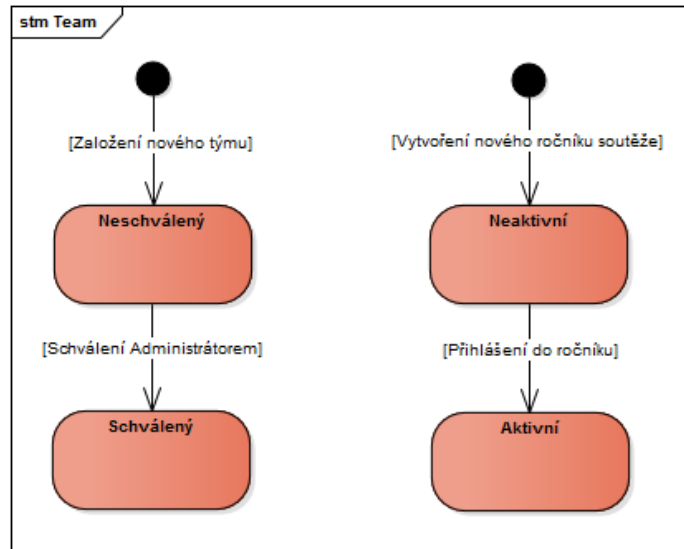 stm Team
[Založení nového týmu]
[Vytvoření nového ročníku soutěže]
Neschválený
Neaktivní
[Schválení Administrátorem]
[Přihlášení do ročníku]
Schválený
Aktivní